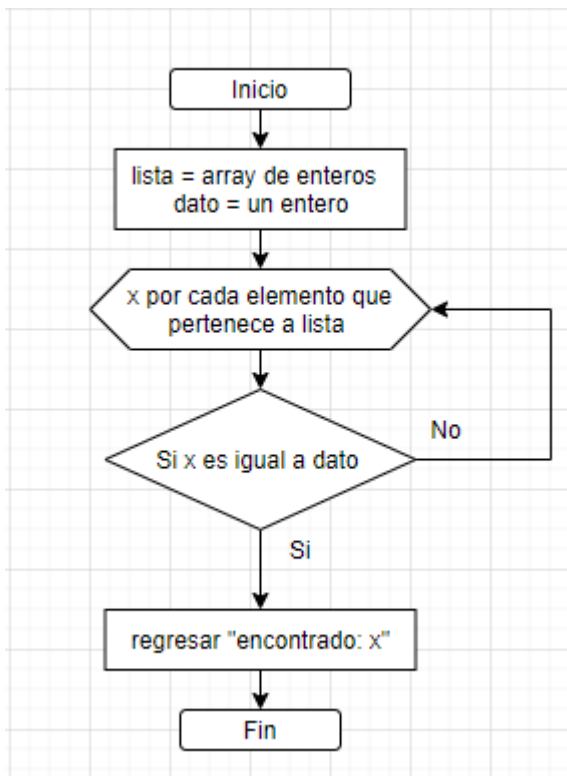 Inicio
lista = array de enteros
dato = un entero
x por cada elemento que
pertenece a lista
No
Si x es igual a dato
Si
regresar "encontrado: x"
Fin